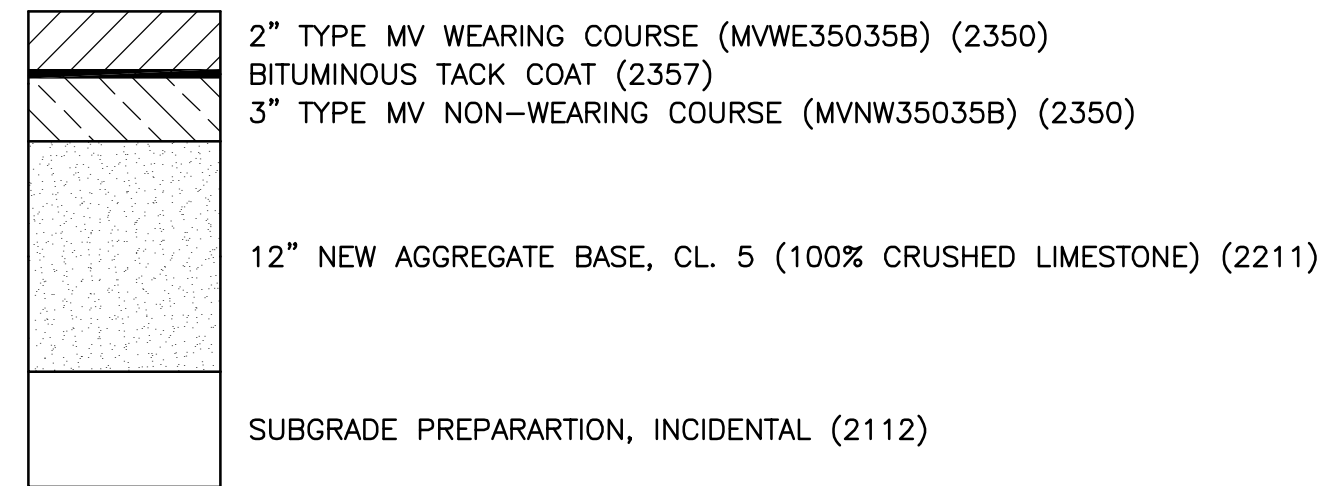 2” TYPE MV WEARING COURSE (MVWE35035B) (2350)
BITUMINOUS TACK COAT (2357)
3” TYPE MV NON–WEARING COURSE (MVNW35035B) (2350)
12” NEW AGGREGATE BASE, CL. 5 (100% CRUSHED LIMESTONE) (2211)
SUBGRADE PREPARARTION, INCIDENTAL (2112)